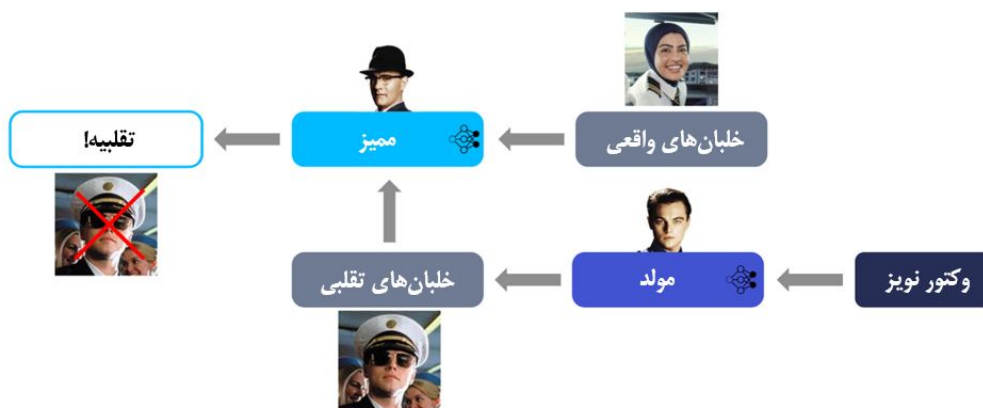 خلبان‌های واقعی
ممیز
تقلبیه!
وکتور نویز
مولد
خلبان‌های تقلبی